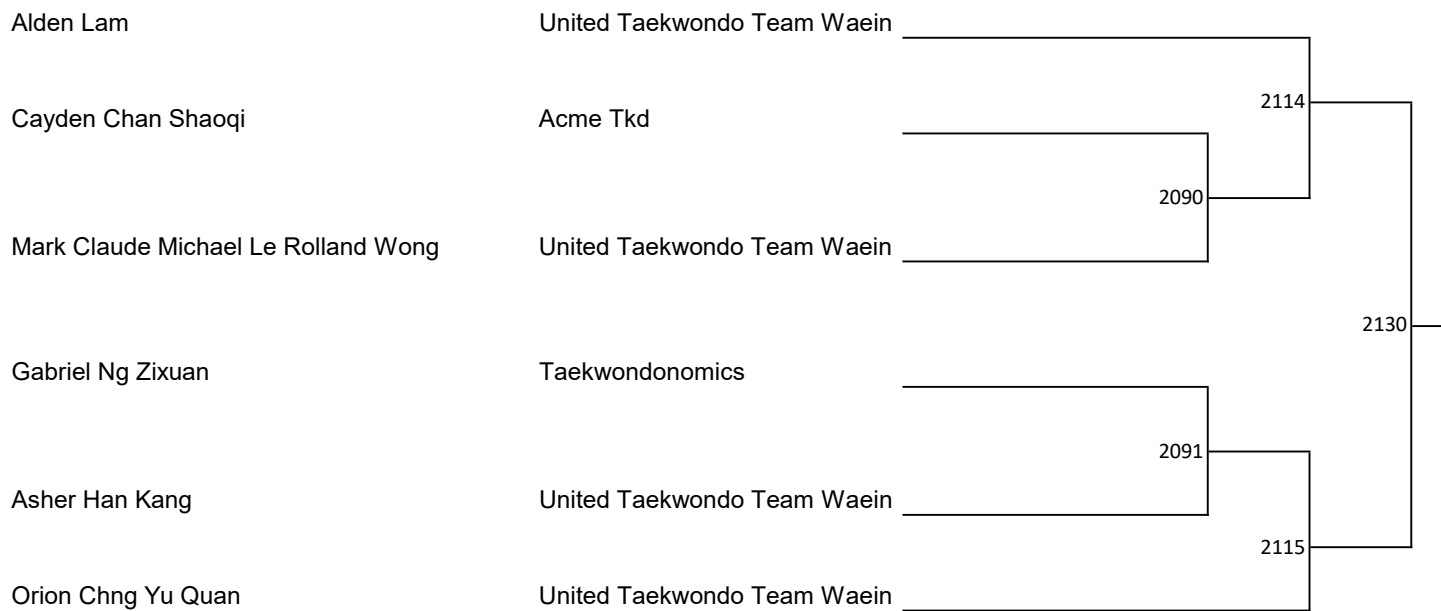 Alden Lam United Taekwondo Team Waein
2114
Cayden Chan Shaoqi Acme Tkd
2090
Mark Claude Michael Le Rolland Wong United Taekwondo Team Waein
2130
Gabriel Ng Zixuan Taekwondonomics
2091
Asher Han Kang United Taekwondo Team Waein
2115
Orion Chng Yu Quan United Taekwondo Team Waein